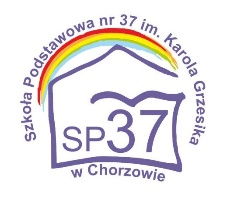 Szkoła Podstawowa nr 37 im. Karola Grzesika
SP37
w Chorzowie